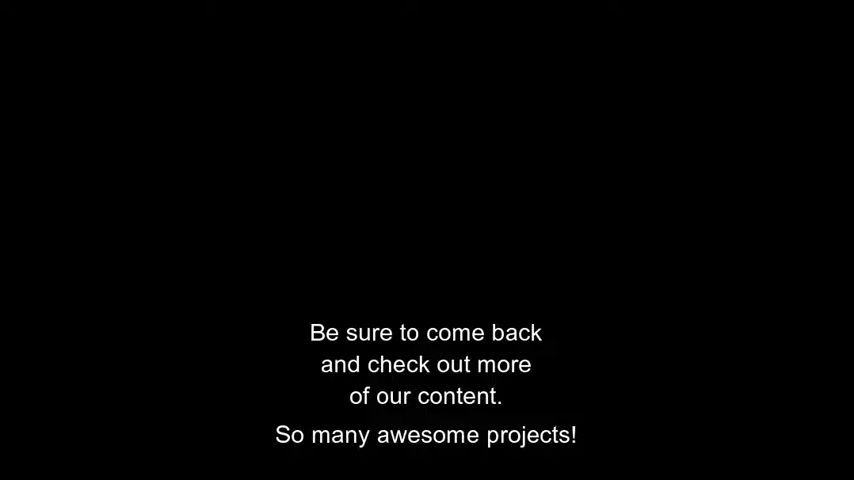 Be sure to come back
and check out more
of our content.
So many awesome projects!